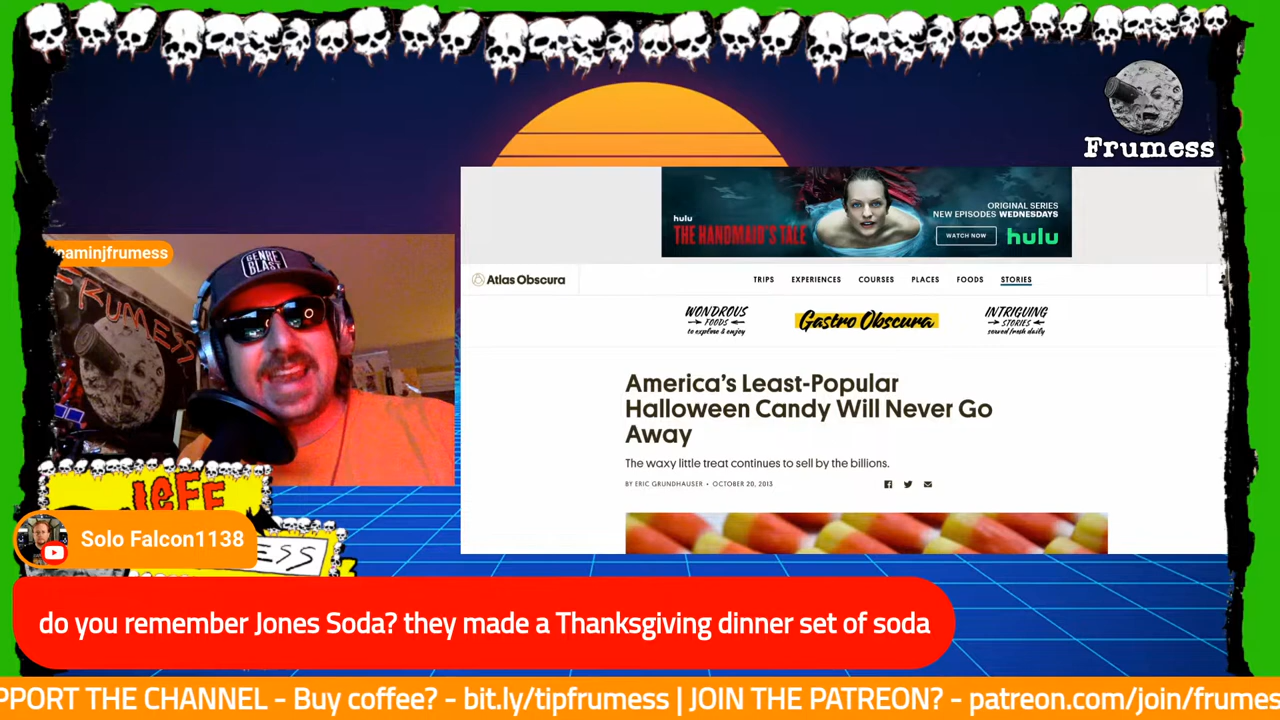 Frumess
hulu
THE HANDMAID'S TALE
ORIGINAL SERIES
NEW EPISODES WEDNESDAYS
WATCH NOW
hulu
Atlas Obscura
TRIPS
EXPERIENCES
COURSES
PLACES
FOODS
STORIES
WONDROUS
FOODS
to explore & enjoy
Gastro Obscura
INTRIGUING
STORIES
served fresh daily
America's Least-Popular
Halloween Candy Will Never Go
Away
The waxy little treat continues to sell by the billions.
BY ERIC GRUNDHAUSER • OCTOBER 20, 2013
eaminjfrumess
FRUMESS
GENRE
BLAST
JEFF
ESS
Solo Falcon1138
do you remember Jones Soda? they made a Thanksgiving dinner set of soda
PPORT THE CHANNEL - Buy coffee? - bit.ly/tipfrumess | JOIN THE PATREON? - patreon.com/join/frumes